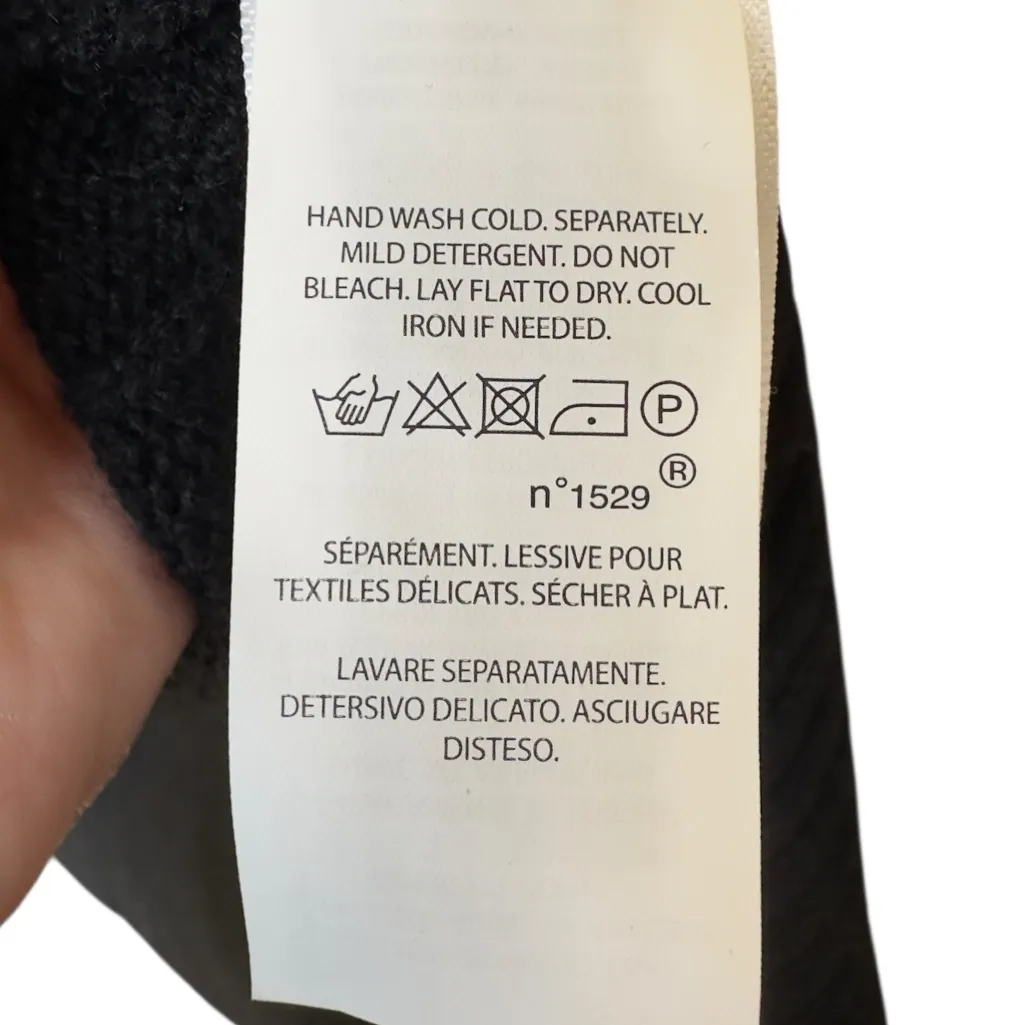 HAND WASH COLD. SEPARATELY.
MILD DETERGENT. DO NOT
BLEACH. LAY FLAT TO DRY. COOL
IRON IF NEEDED.
P
®
n°1529
SÉPARÉMENT. LESSIVE POUR
TEXTILES DÉLICATS. SÉCHER À PLAT.
LAVARE SEPARATAMENTE.
DETERSIVO DELICATO. ASCIUGARE
DISTESO.